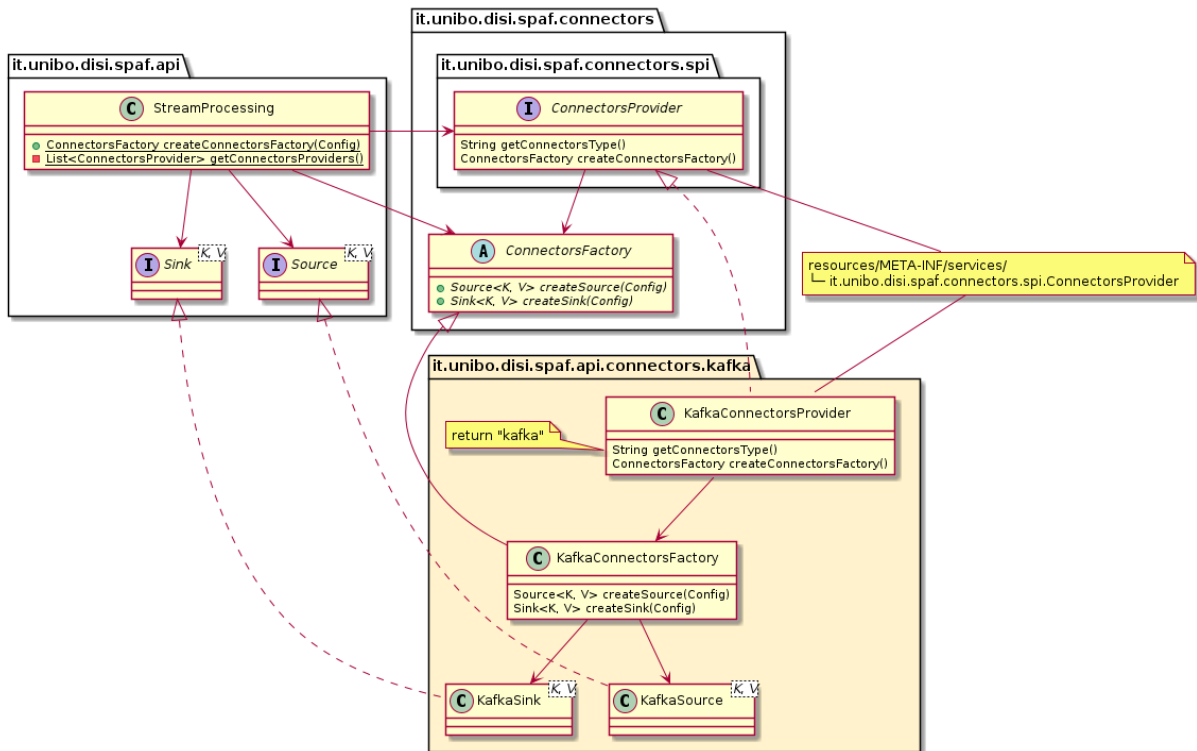 it.unibo.disi.spaf.connectors
it.unibo.disi.spaf.api
it.unibo.disi.spaf.connectors.spi
C StreamProcessing
ConnectorsFactory createConnectorsFactory(Config)
List<ConnectorsProvider> getConnectorsProviders()
I ConnectorsProvider
String getConnectorsType()
ConnectorsFactory createConnectorsFactory()
I Sink K, V
I Source K, V
A ConnectorsFactory
Source<K, V> createSource(Config)
Sink<K, V> createSink(Config)
resources/META-INF/services/
└─ it.unibo.disi.spaf.connectors.spi.ConnectorsProvider
it.unibo.disi.spaf.api.connectors.kafka
C KafkaConnectorsProvider
String getConnectorsType()
ConnectorsFactory createConnectorsFactory()
return "kafka"
C KafkaConnectorsFactory
Source<K, V> createSource(Config)
Sink<K, V> createSink(Config)
C KafkaSink K, V
C KafkaSource K, V